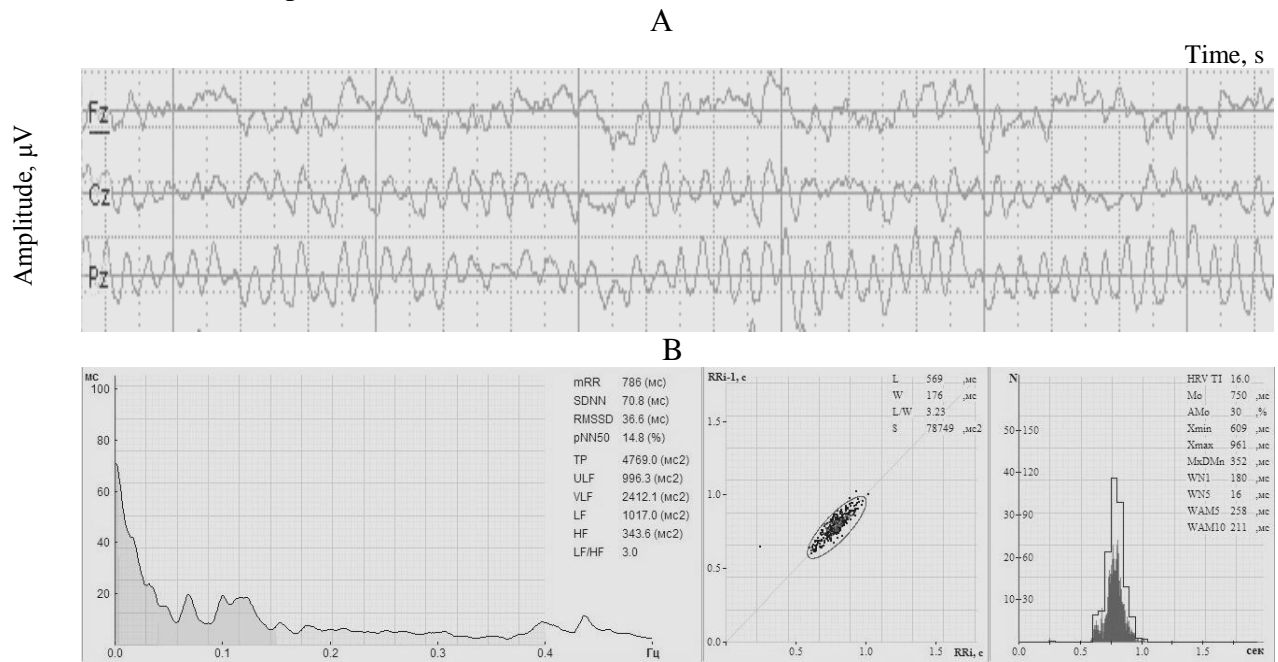 A
Time, s
Amplitude, µV
Fz
Cz
Pz
B
мс
100
80
60
40
20
0.0 0.1 0.2 0.3 0.4 Гц
mRR 786 (мс)
SDNN 70.8 (мс)
RMSSD 36.6 (мс)
pNN50 14.8 (%)
TP 4769.0 (мс2)
ULF 996.3 (мс2)
VLF 2412.1 (мс2)
LF 1017.0 (мс2)
HF 343.6 (мс2)
LF/HF 3.0
RRi-1, с
1.5
1.0
0.5
0.0
0.5 1.0 1.5
RRi, с
L 569 ,мс
W 176 ,мс
L/W 3.23
S 78749 ,мс2
N
50 150
40 120
30 90
20 60
10 30
0.0 0.5 1.0 сек
HRV TI 16.0
Mo 750 ,мс
AMo 30 ,%
Xmin 609 ,мс
Xmax 961 ,мс
MxDMn 352 ,мс
WN1 180 ,мс
WN5 16 ,мс
WAM5 258 ,мс
WAM10 211 ,мс